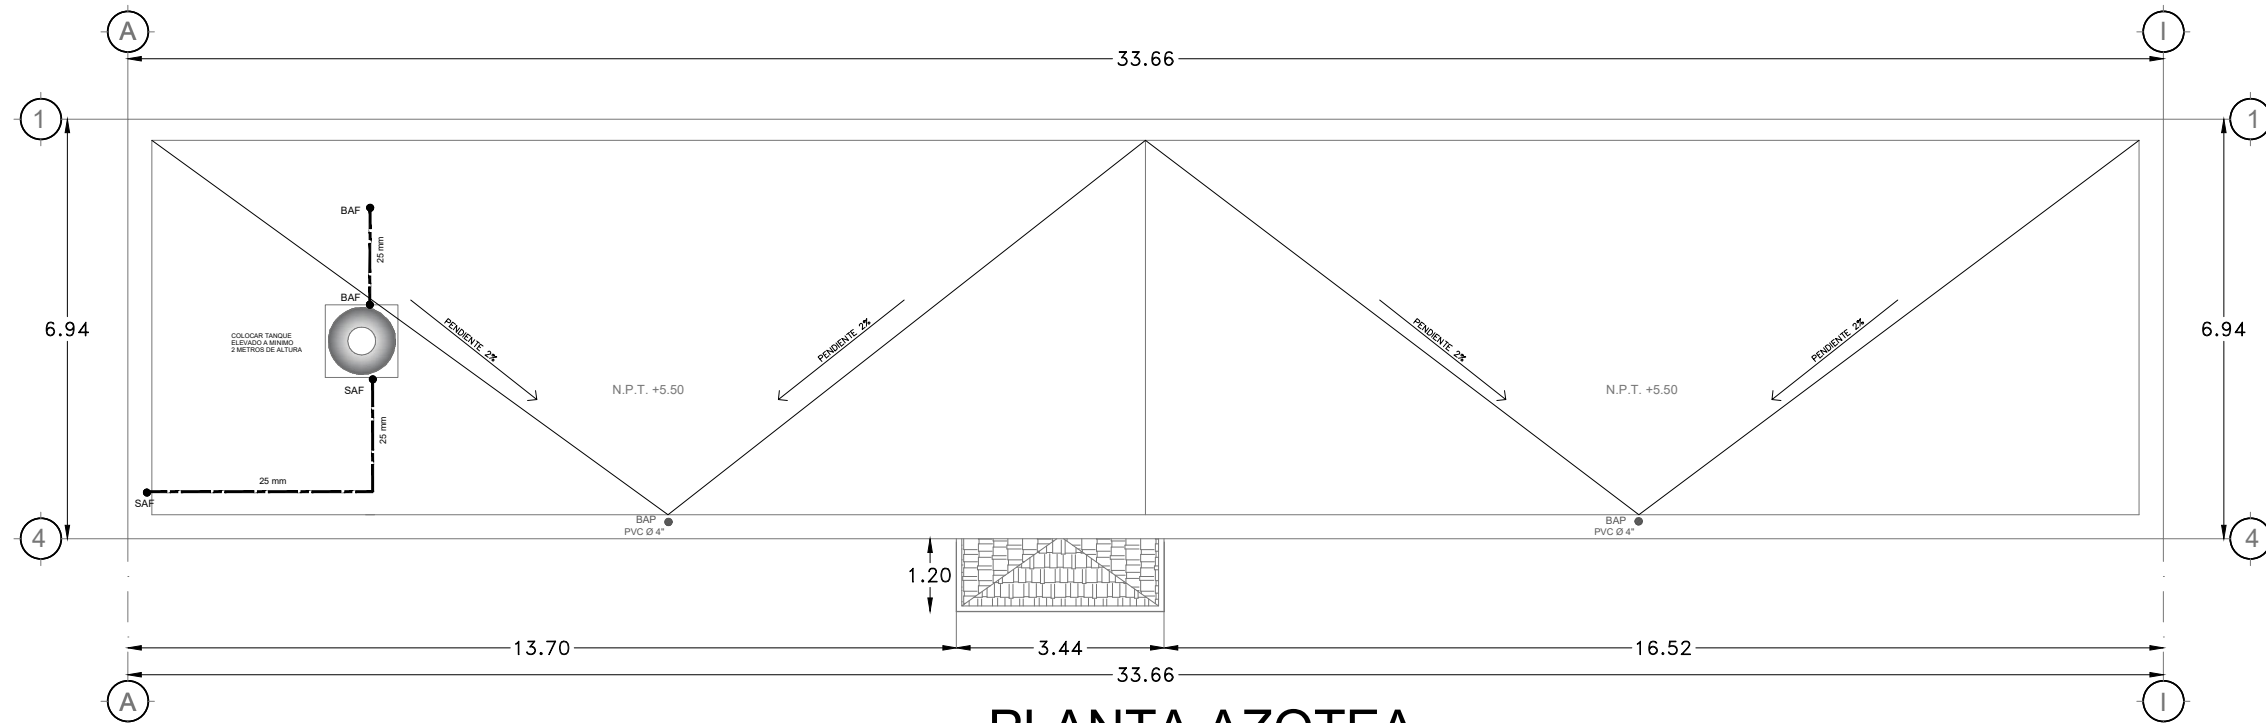 A
I
33.66
1
1
BAF
25 mm
BAF
6.94
6.94
COLOCAR TANQUE
ELEVADO A MINIMO
2 METROS DE ALTURA
PENDIENTE 2%
PENDIENTE 2%
PENDIENTE 2%
PENDIENTE 2%
SAF
N.P.T. +5.50
N.P.T. +5.50
25 mm
25 mm
SAF
BAP
PVC Ø 4"
BAP
PVC Ø 4"
4
4
1.20
13.70
3.44
16.52
33.66
A
I
PLANTA AZOTEA